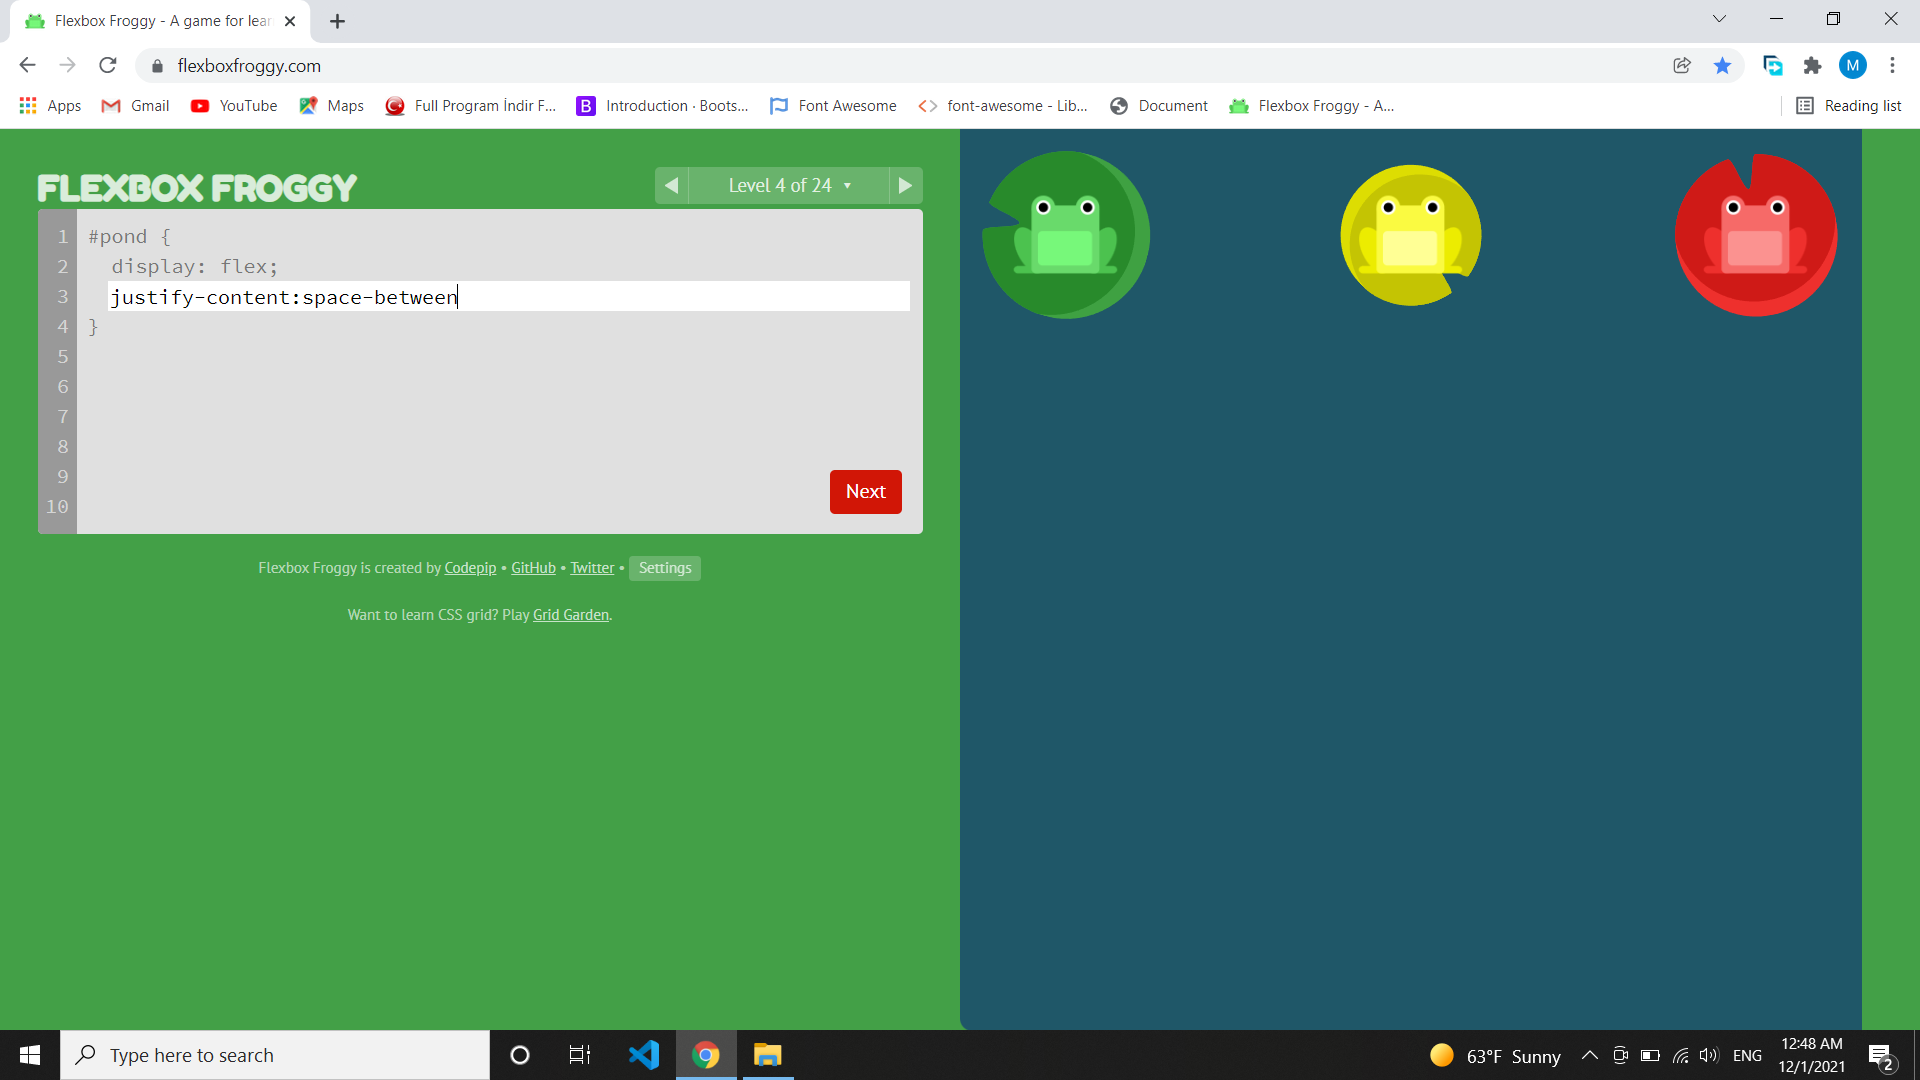 Flexbox Froggy - A game for lear
flexboxfroggy.com
M
Apps Gmail YouTube Maps Full Program İndir F... B Introduction · Boots... Font Awesome font-awesome - Lib... Document Flexbox Froggy - A... Reading list
FLEXBOX FROGGY
◀ Level 4 of 24 ▾ ▶
1 #pond {
2 display: flex;
3 justify-content:space-between
4 }
5
6
7
8
9
10
Next
Flexbox Froggy is created by Codepip • GitHub • Twitter • Settings
Want to learn CSS grid? Play Grid Garden.
Type here to search
63°F Sunny
ENG
12:48 AM
12/1/2021
2